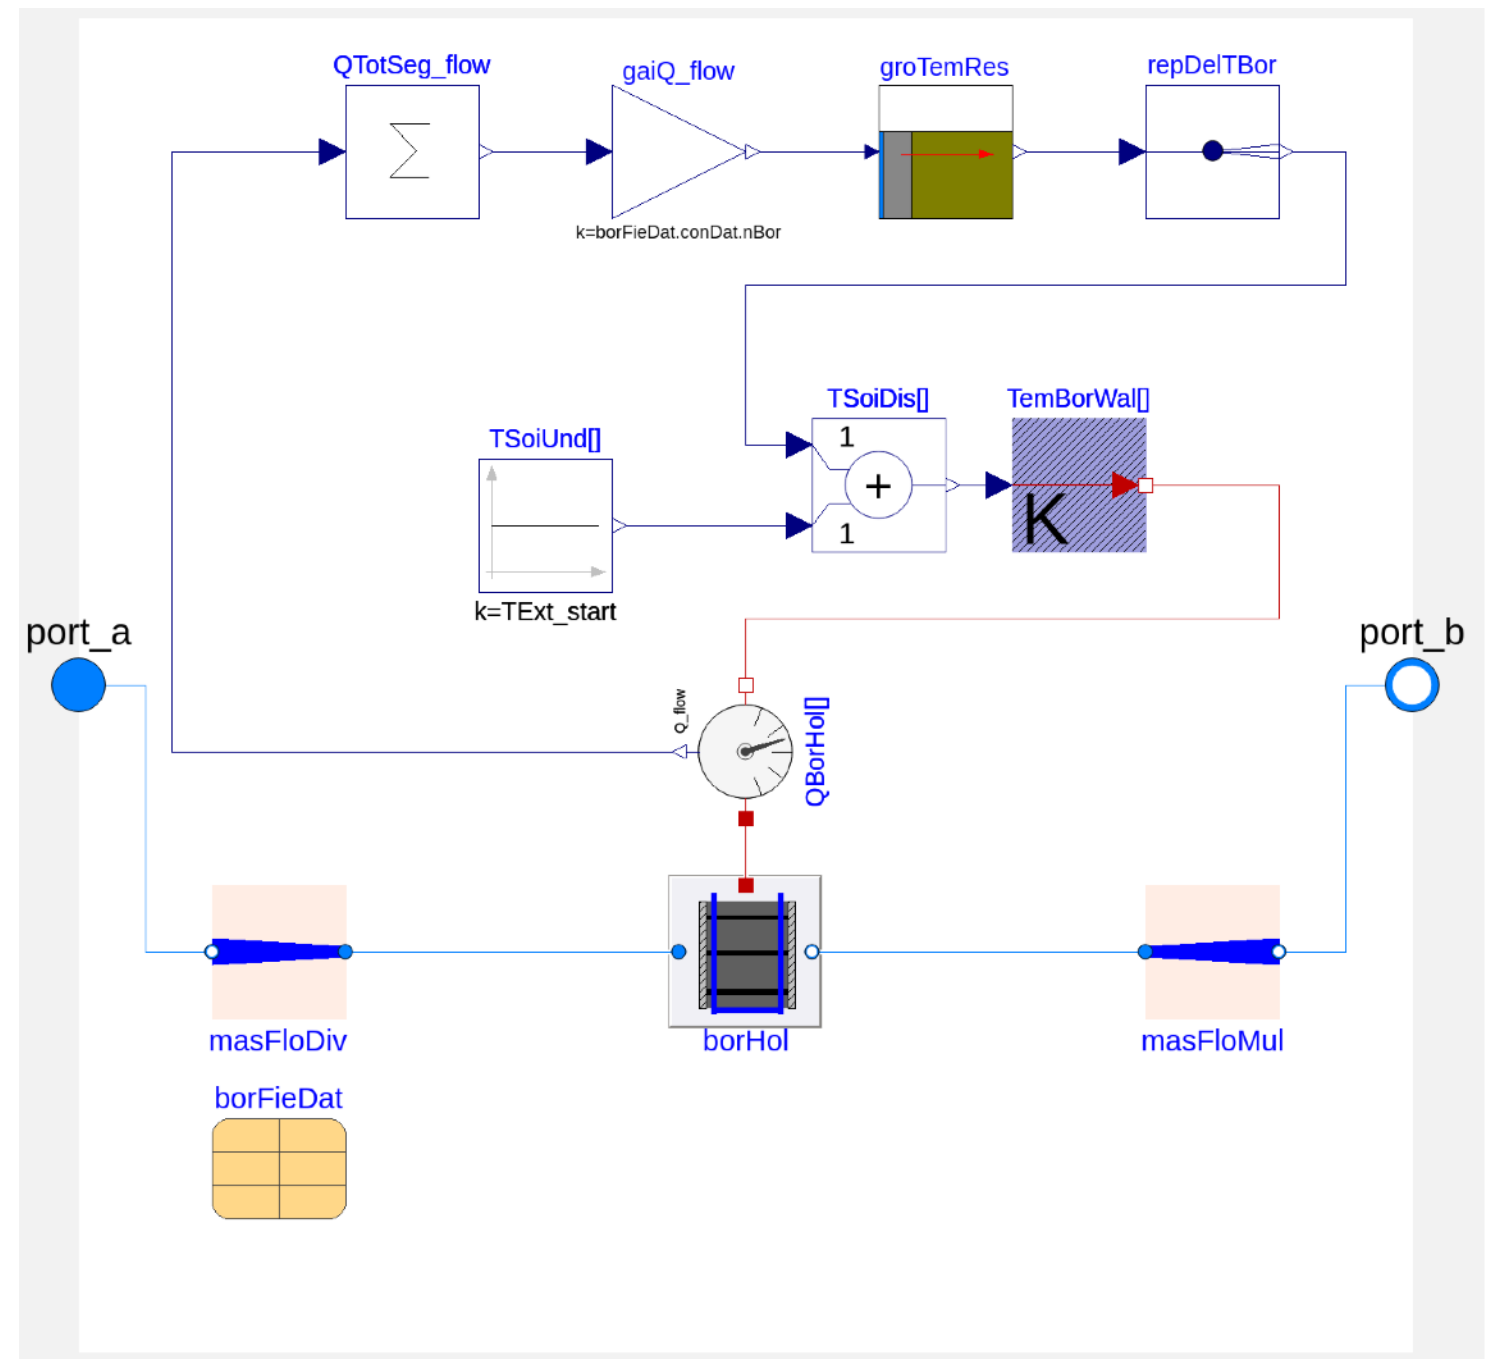 QTotSeg_flow
gaiQ_flow
groTemRes
repDelTBor
Σ
k=borFieDat.conDat.nBor
TSoiUnd[]
TSoiDis[]
TemBorWal[]
1
+
1
K
k=TExt_start
port_a
port_b
Q_flow
QBorHol[]
masFloDiv
borHol
masFloMul
borFieDat